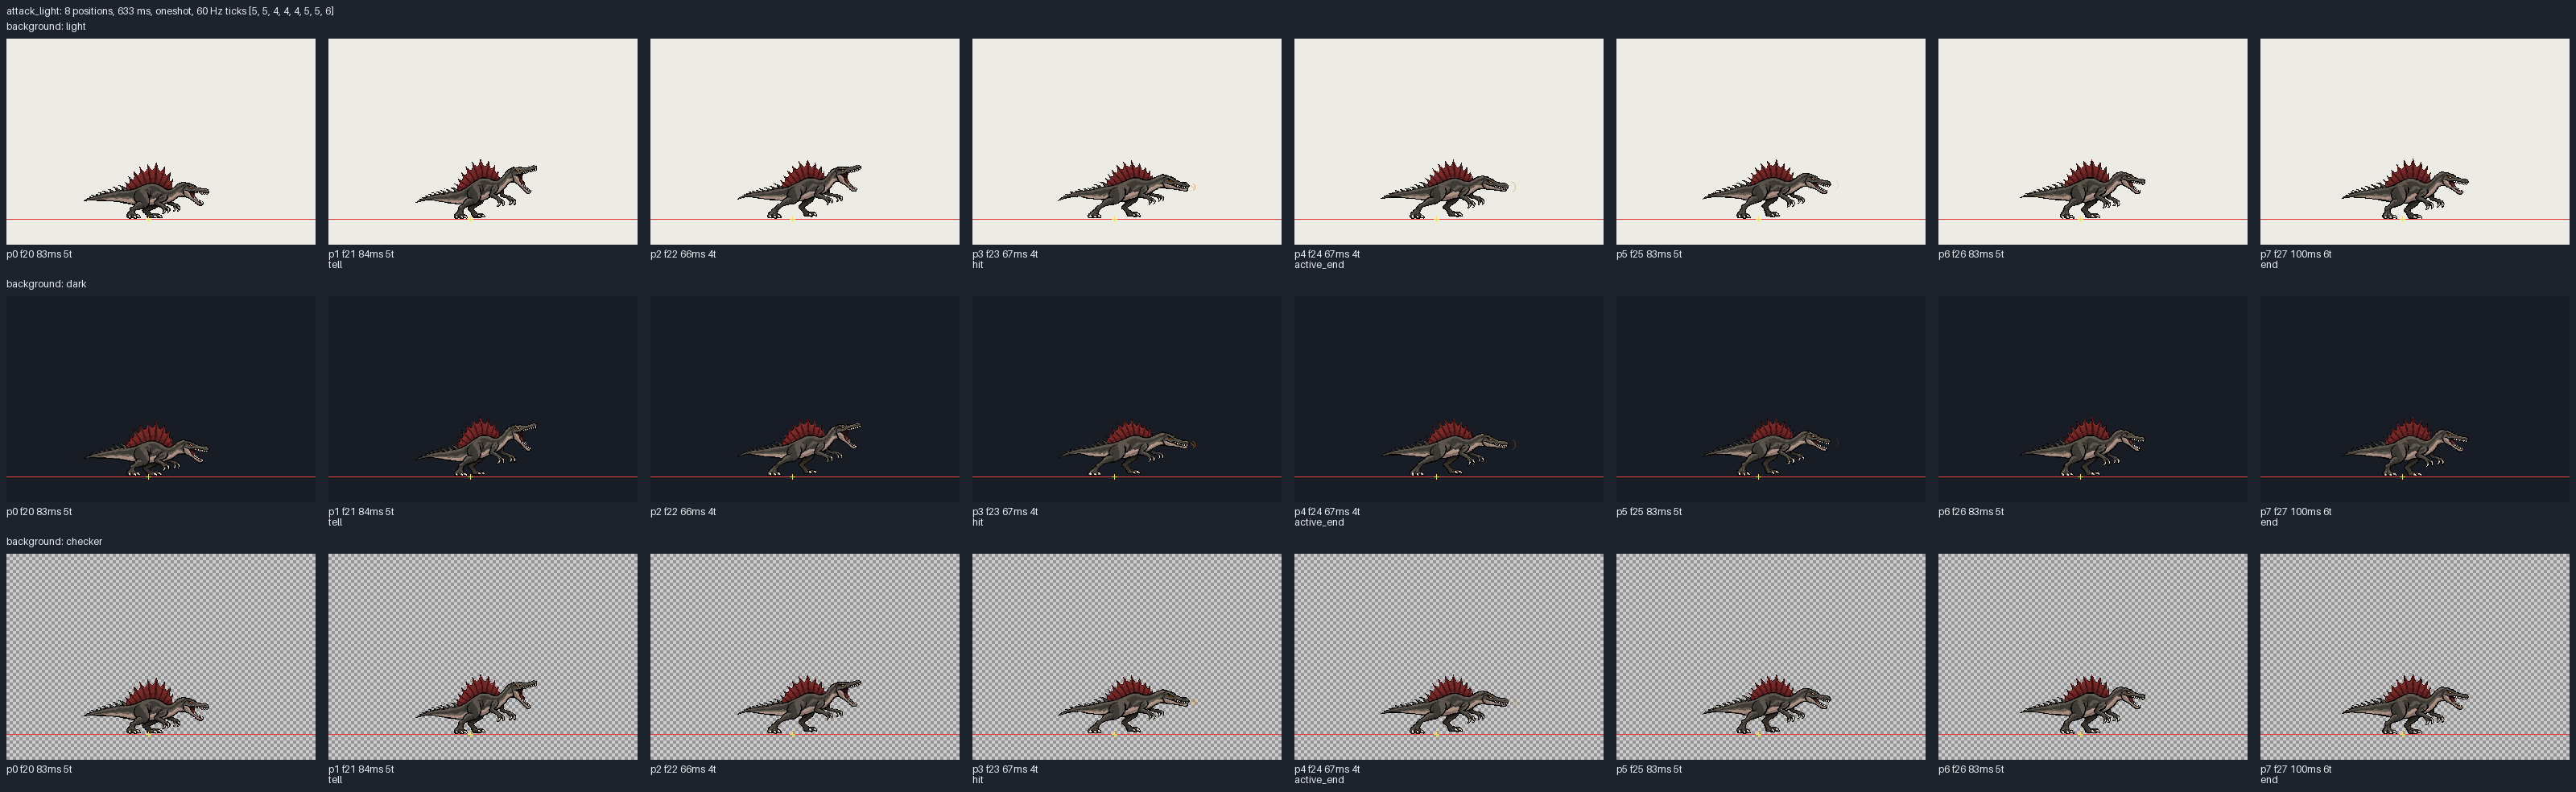 attack_light: 8 positions, 633 ms, oneshot, 60 Hz ticks [5, 5, 4, 4, 4, 5, 5, 6]
background: light
p0 f20 83ms 5t
p1 f21 84ms 5t
tell
p2 f22 66ms 4t
p3 f23 67ms 4t
hit
p4 f24 67ms 4t
active_end
p5 f25 83ms 5t
p6 f26 83ms 5t
p7 f27 100ms 6t
end
background: dark
p0 f20 83ms 5t
p1 f21 84ms 5t
tell
p2 f22 66ms 4t
p3 f23 67ms 4t
hit
p4 f24 67ms 4t
active_end
p5 f25 83ms 5t
p6 f26 83ms 5t
p7 f27 100ms 6t
end
background: checker
p0 f20 83ms 5t
p1 f21 84ms 5t
tell
p2 f22 66ms 4t
p3 f23 67ms 4t
hit
p4 f24 67ms 4t
active_end
p5 f25 83ms 5t
p6 f26 83ms 5t
p7 f27 100ms 6t
end